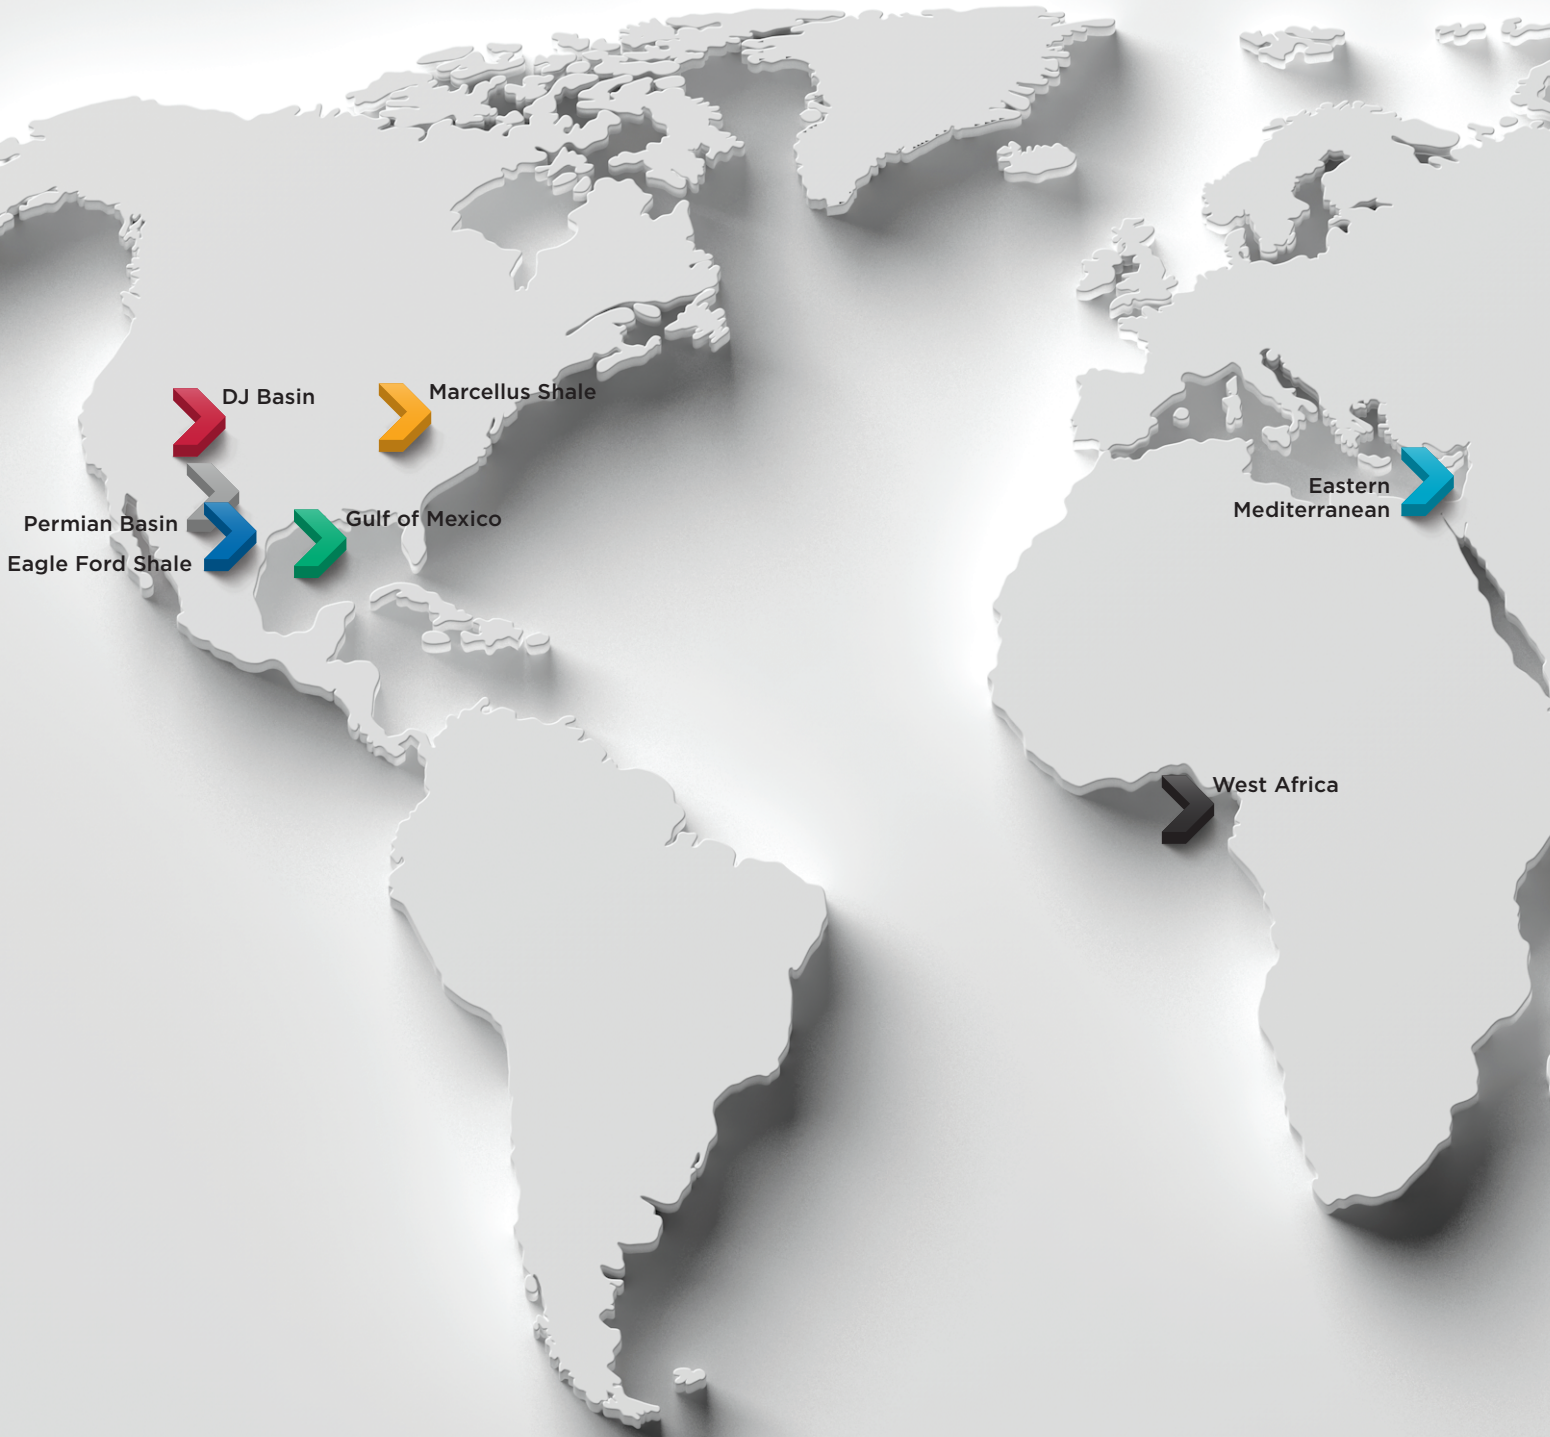 DJ Basin
Marcellus Shale
Permian Basin
Gulf of Mexico
Eagle Ford Shale
Eastern
Mediterranean
West Africa